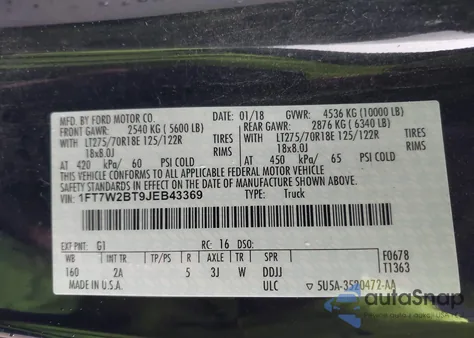 MFD. BY FORD MOTOR CO.
DATE: 01/18 GVWR: 4536 KG (10000 LB)
FRONT GAWR: 2540 KG (5600 LB) REAR GAWR: 2876 KG (6340 LB)
LT275/70R18E 125/122R TIRES LT275/70R18E 125/122R TIRES
18x8.0J RIMS 18x8.0J RIMS
AT 420 kPa/ 60 PSI COLD AT 450 kPa/ 65 PSI COLD
THIS VEHICLE CONFORMS TO ALL APPLICABLE FEDERAL MOTOR VEHICLE
SAFETY STANDARDS IN EFFECT ON THE DATE OF MANUFACTURE SHOWN ABOVE.
VIN: 1FT7W2BT9JEB43369 TYPE: Truck
EXT PNT: G1 RC: 16 DSO:
WB INT TR TP/PS R AXLE TR SPR F0678
160 2A 5 3J W DDJJ T1363
MADE IN U.S.A. ULC 5U5A-3520472-AA
autoSnap